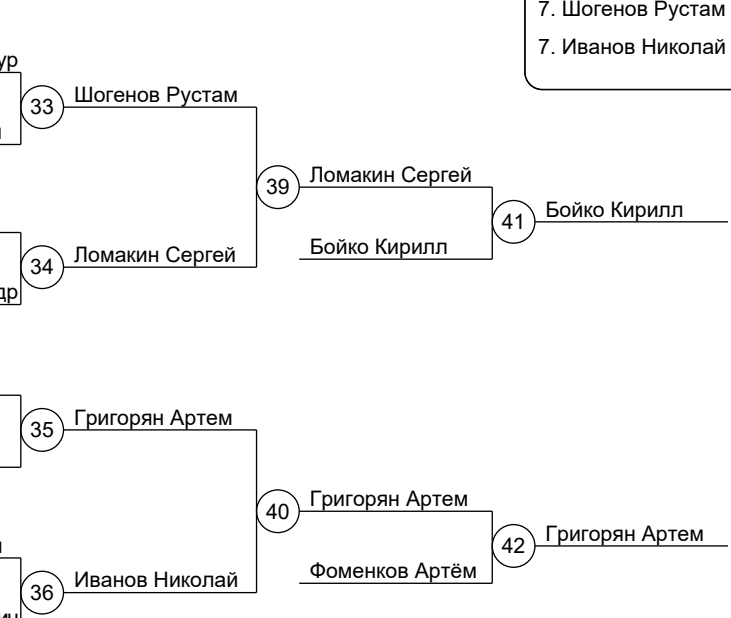 7. Шогенов Рустам
7. Иванов Николай
33
Шогенов Рустам
39
Ломакин Сергей
41
Бойко Кирилл
Бойко Кирилл
34
Ломакин Сергей
35
Григорян Артем
40
Григорян Артем
42
Григорян Артем
Фоменков Артём
36
Иванов Николай